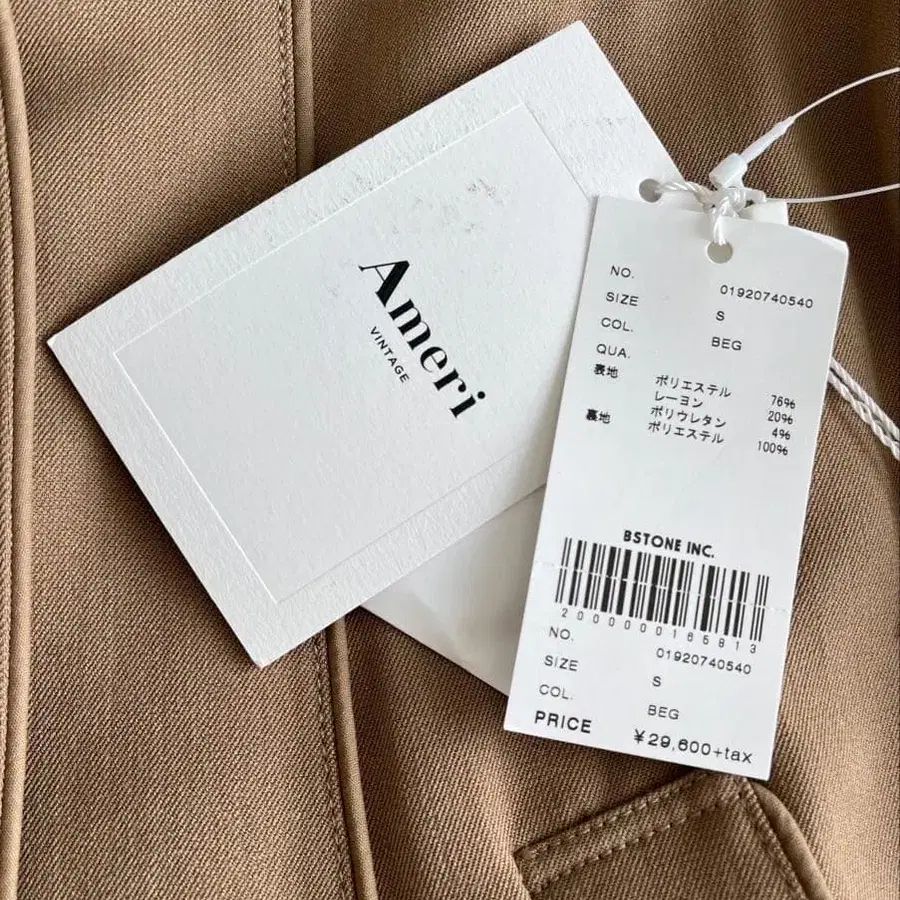 Ameri
VINTAGE
NO. 01920740540
SIZE S
COL. BEG
QUA.
表地 ポリエステル 76%
レーヨン 20%
ポリウレタン 4%
裏地 ポリエステル 100%
BSTONE INC.
2000000165813
NO. 01920740540
SIZE S
COL. BEG
PRICE ¥29,600+tax